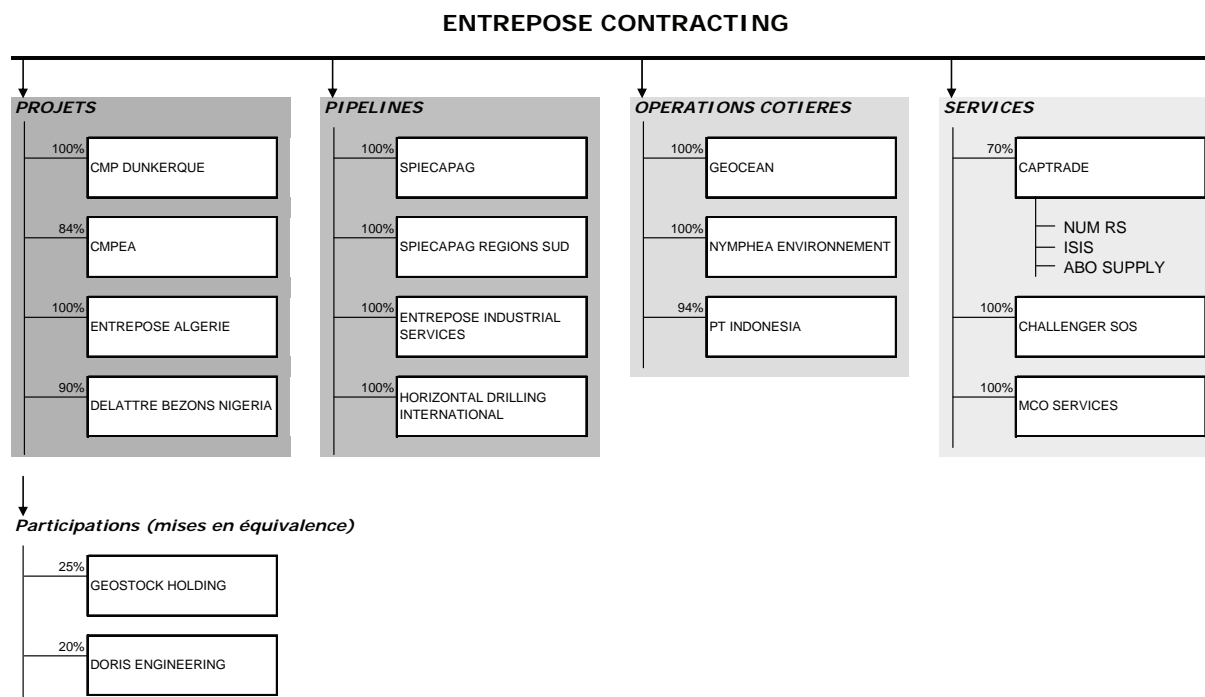 ENTREPOSE CONTRACTING
PROJETS
100%
CMP DUNKERQUE
84%
CMPEA
100%
ENTREPOSE ALGERIE
90%
DELATTRE BEZONS NIGERIA
PIPELINES
100%
SPIECAPAG
100%
SPIECAPAG REGIONS SUD
100%
ENTREPOSE INDUSTRIAL
SERVICES
100%
HORIZONTAL DRILLING
INTERNATIONAL
OPERATIONS COTIERES
100%
GEOCEAN
100%
NYMPHEA ENVIRONNEMENT
94%
PT INDONESIA
SERVICES
70%
CAPTRADE
NUM RS
ISIS
ABO SUPPLY
100%
CHALLENGER SOS
100%
MCO SERVICES
Participations (mises en équivalence)
25%
GEOSTOCK HOLDING
20%
DORIS ENGINEERING